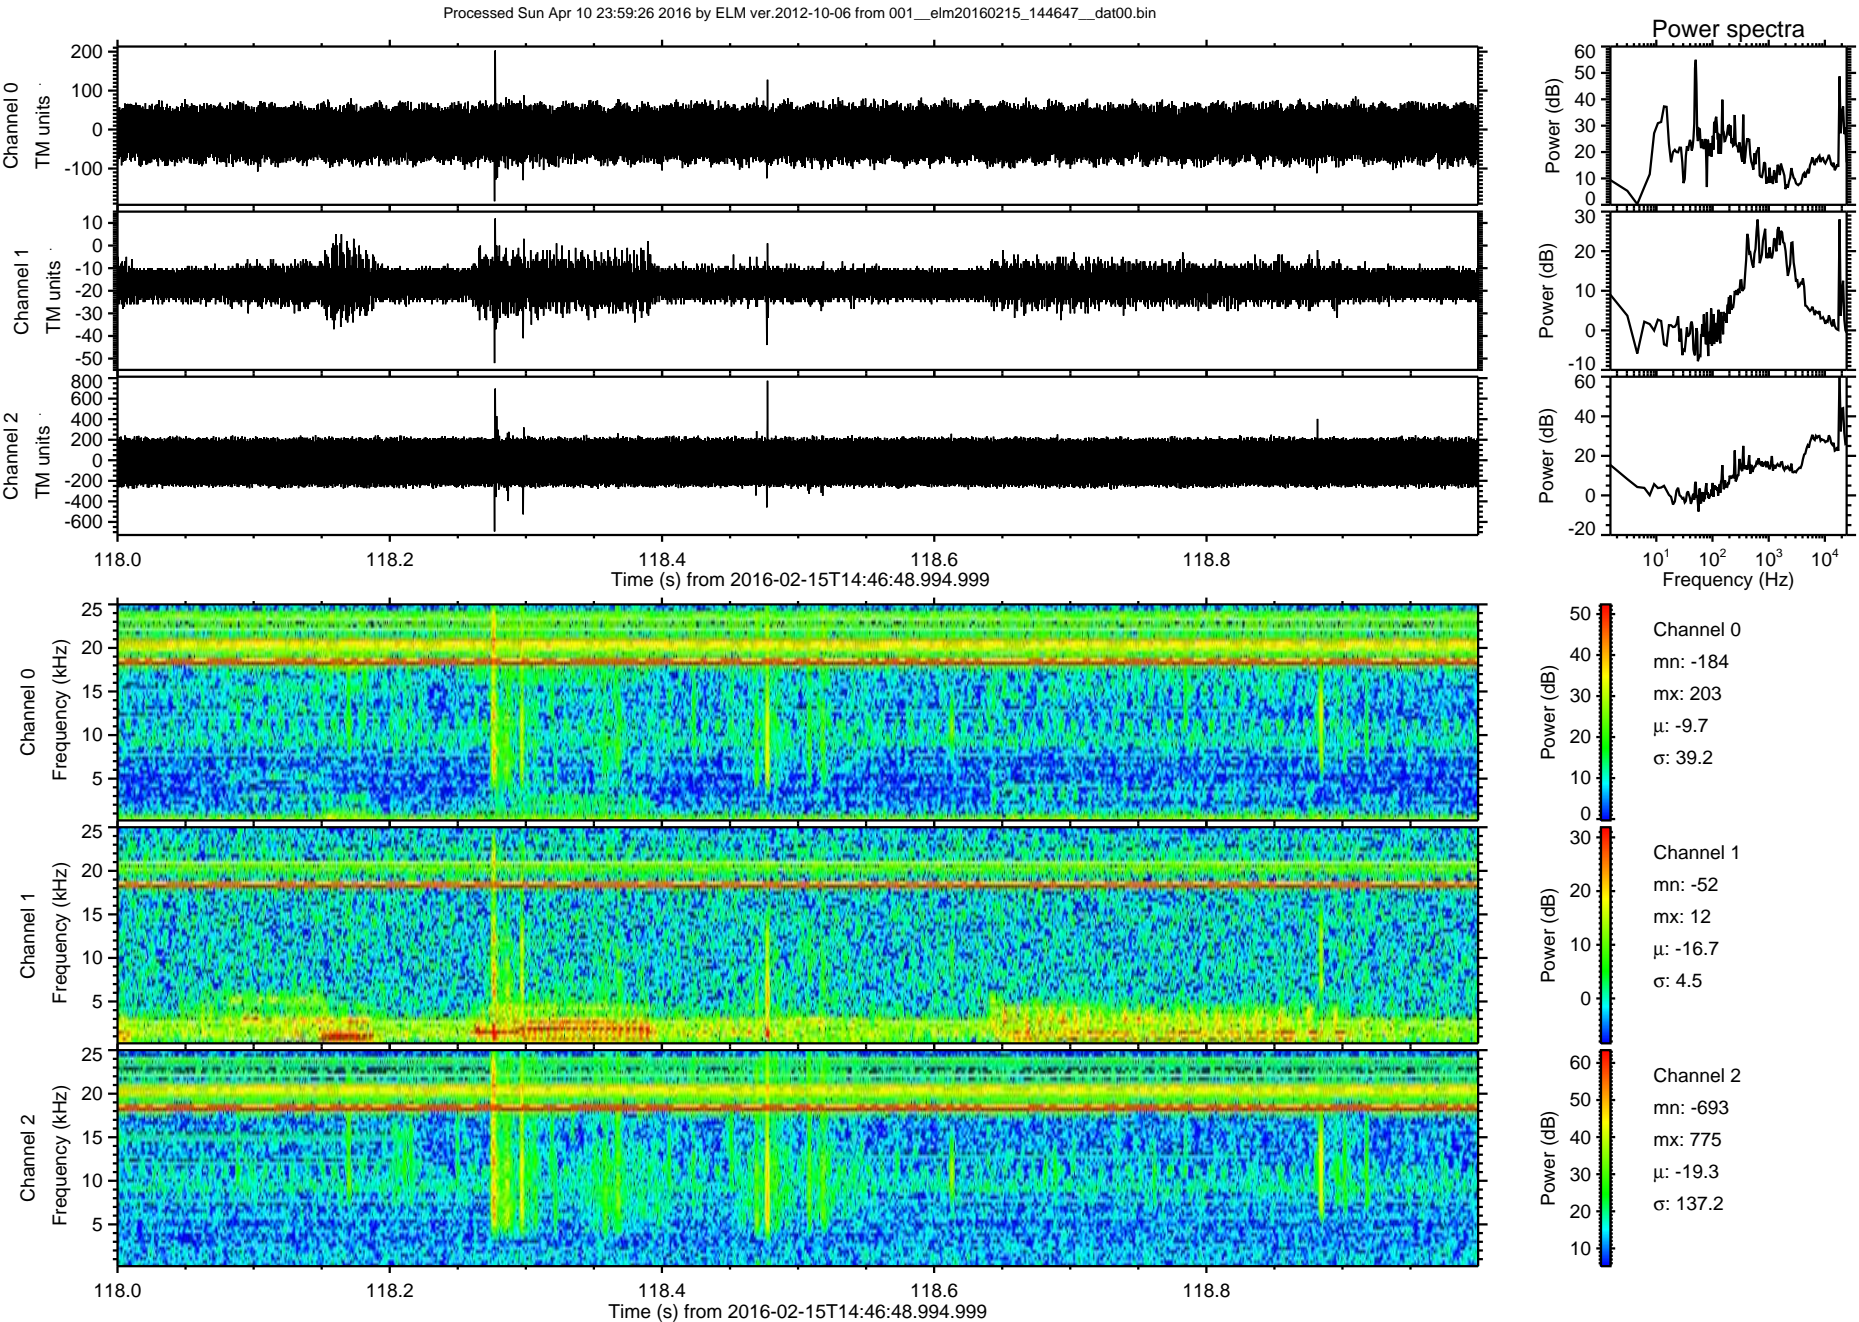 Processed Sun Apr 10 23:59:26 2016 by ELM ver.2012-10-06 from 001__elm20160215_144647__dat00.bin
Power spectra
Channel 0
TM units
200
100
0
-100
Power (dB)
60
50
40
30
20
10
0
Channel 1
TM units
10
0
-10
-20
-30
-40
-50
Power (dB)
30
20
10
0
-10
Channel 2
TM units
800
600
400
200
0
-200
-400
-600
Power (dB)
60
40
20
0
-20
118.0 118.2 118.4 118.6 118.8
Time (s) from 2016-02-15T14:46:48.994.999
10¹ 10² 10³ 10⁴
Frequency (Hz)
Channel 0
Frequency (kHz)
25
20
15
10
5
Power (dB)
50
40
30
20
10
0
Channel 0
mn: -184
mx: 203
μ: -9.7
σ: 39.2
Channel 1
Frequency (kHz)
25
20
15
10
5
Power (dB)
30
20
10
0
Channel 1
mn: -52
mx: 12
μ: -16.7
σ: 4.5
Channel 2
Frequency (kHz)
25
20
15
10
5
Power (dB)
60
50
40
30
20
10
Channel 2
mn: -693
mx: 775
μ: -19.3
σ: 137.2
118.0 118.2 118.4 118.6 118.8
Time (s) from 2016-02-15T14:46:48.994.999